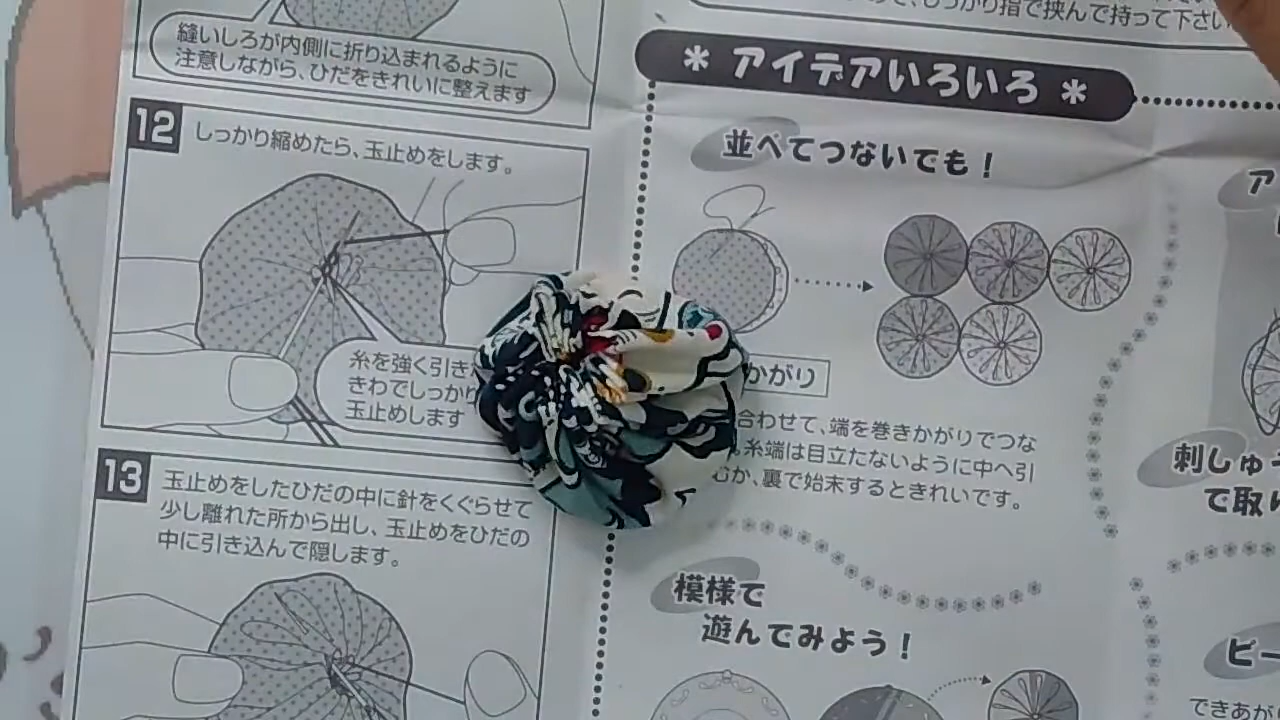 縫いしろが内側に折り込まれるように
注意しながら、ひだをきれいに整えます
12 しっかり縮めたら、玉止めをします。
糸を強く引き
きわでしっかり
玉止めします
13 玉止めをしたひだの中に針をくぐらせて
少し離れた所から出し、玉止めをひだの
中に引き込んで隠します。
しっかり指で挟んで持って下さい
* アイデアいろいろ *
並べてつないでも！
かがり
合わせて、端を巻きかがりでつな
糸端は目立たないように中へ引
むか、裏で始末するときれいです。
模様で
遊んでみよう！
ア
刺しゅう
で取り
ビー
できあが